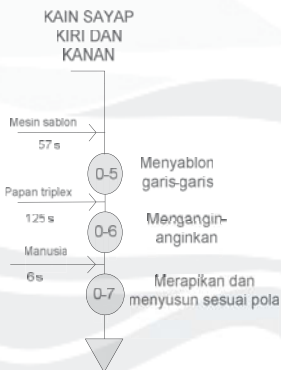 KAIN SAYAP
KIRI DAN
KANAN
Mesin sablon
57 s
0-5
Menyablon
garis-garis
Papan triplex
125 s
0-6
Mengangin-
anginkan
Manusia
6 s
0-7
Merapikan dan
menyusun sesuai pola